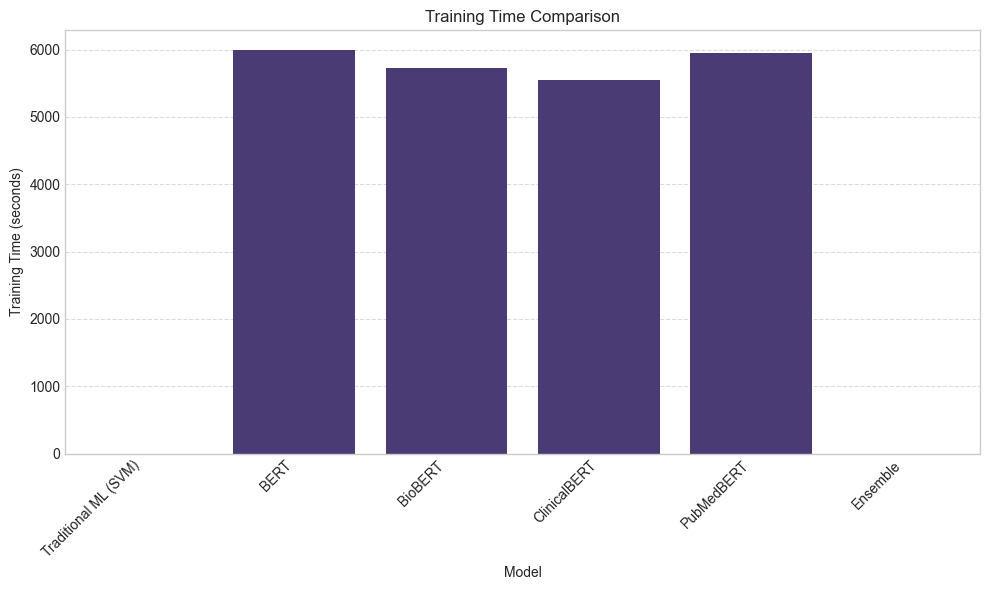 Training Time Comparison
Training Time (seconds)
6000
5000
4000
3000
2000
1000
0
Traditional ML (SVM)
BERT
BioBERT
ClinicalBERT
PubMedBERT
Ensemble
Model